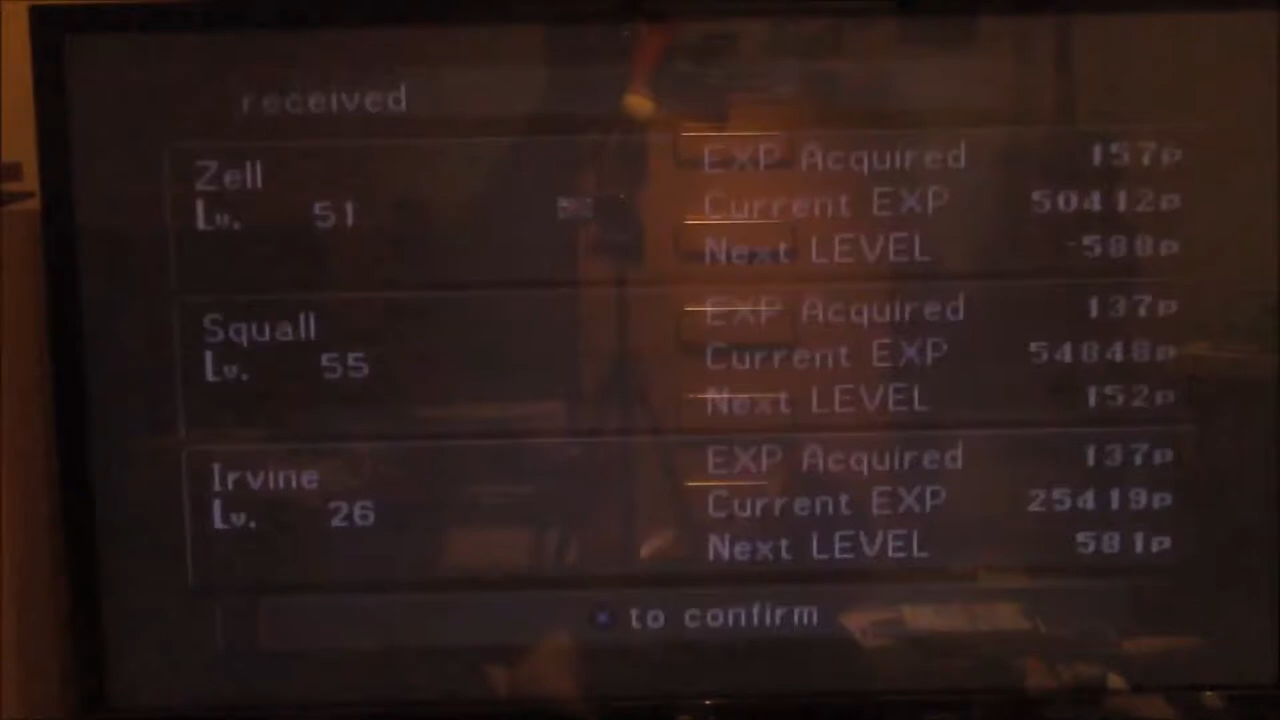 received
Zell
Lv. 51
EXP Acquired 157p
Current EXP 50412p
Next LEVEL 588p
Squall
Lv. 55
EXP Acquired 137p
Current EXP 54848p
Next LEVEL 152p
Irvine
Lv. 26
EXP Acquired 137p
Current EXP 25419p
Next LEVEL 581p
to confirm